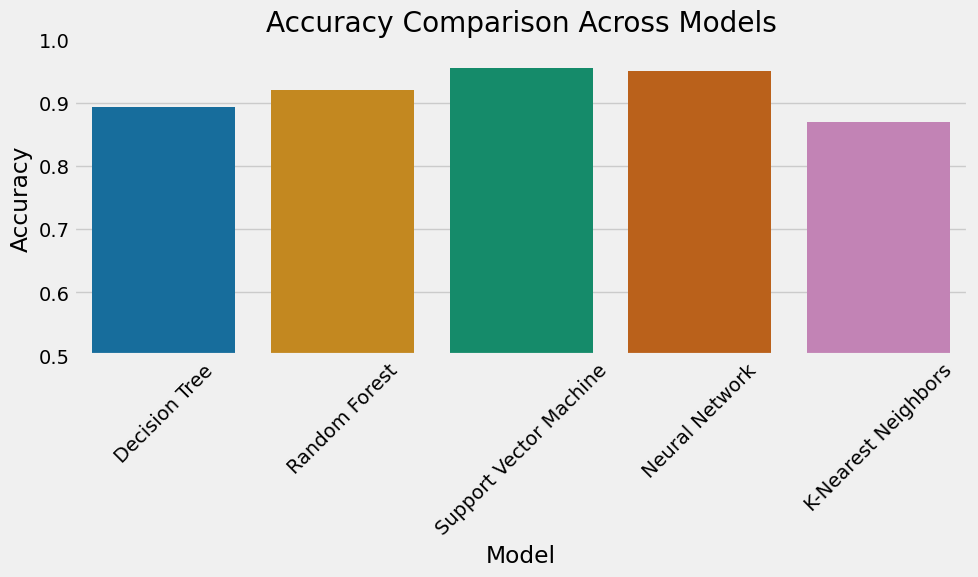 Accuracy Comparison Across Models
Accuracy
1.0
0.9
0.8
0.7
0.6
0.5
Decision Tree
Random Forest
Support Vector Machine
Neural Network
K-Nearest Neighbors
Model